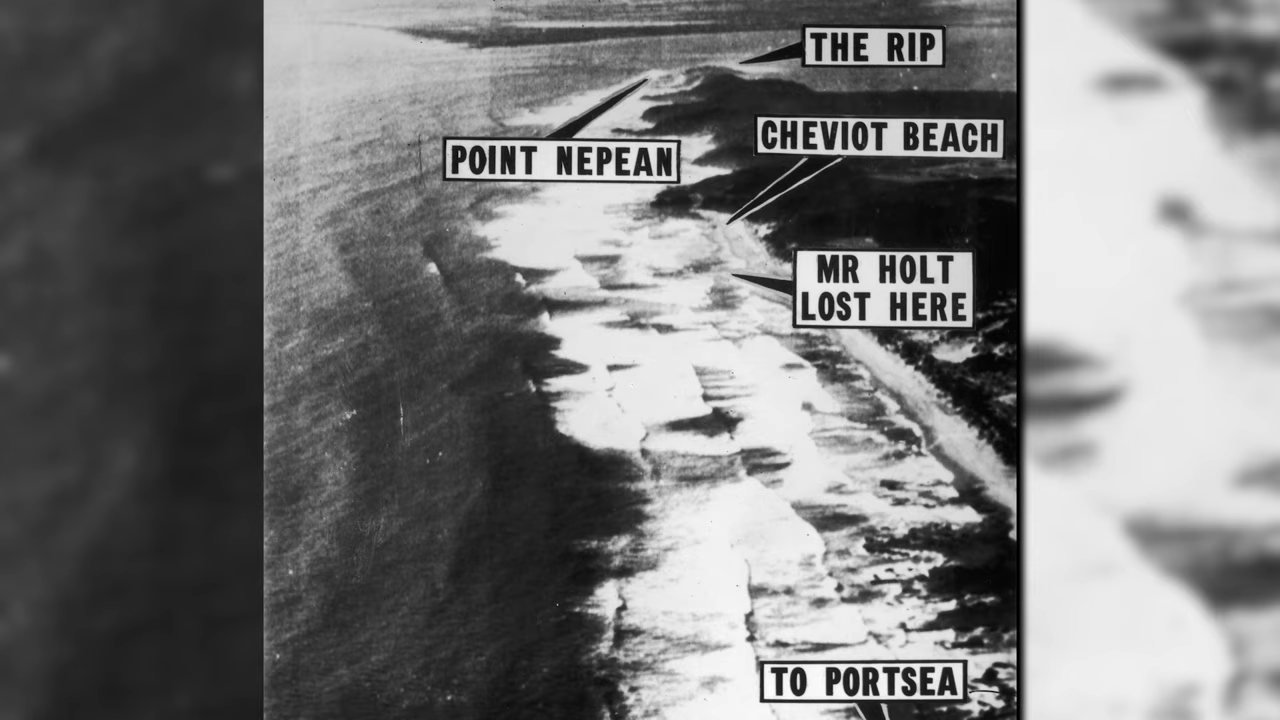 THE RIP
CHEVIOT BEACH
POINT NEPEAN
MR HOLT
LOST HERE
TO PORTSEA